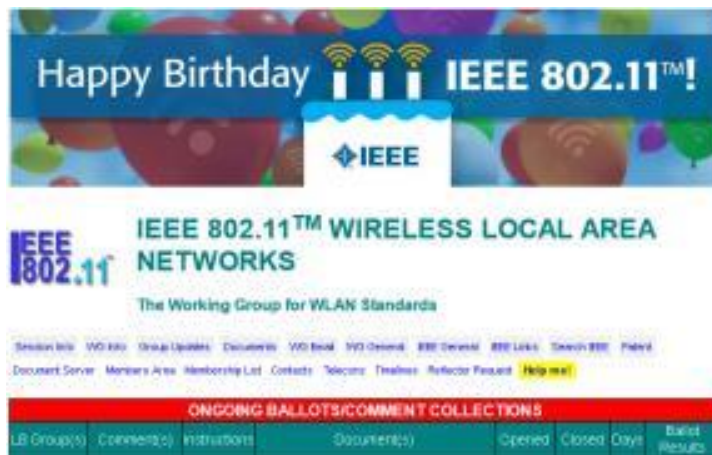 Happy Birthday IEEE 802.11™!
IEEE
IEEE 802.11™ WIRELESS LOCAL AREA
NETWORKS
IEEE
802.11™
The Working Group for WLAN Standards
Session Info WG Info Group Updates Documents WG Email WG General IEEE General IEEE Links Search IEEE Patent
Document Server Members Area Membership List Contacts Telecons Timelines Reflector Request Help me!
ONGOING BALLOTS/COMMENT COLLECTIONS
LB Group(s) Comment(s) Instructions Document(s) Opened Closed Days Ballot
Results